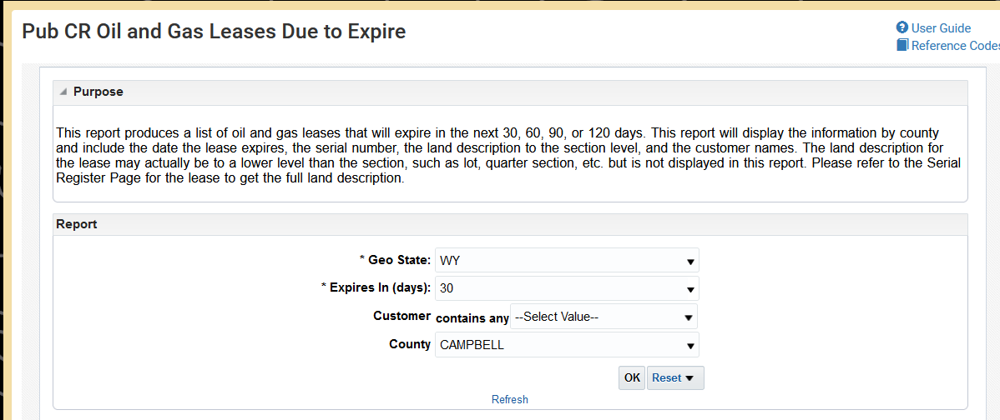 Pub CR Oil and Gas Leases Due to Expire
User Guide
Reference Codes
Purpose
This report produces a list of oil and gas leases that will expire in the next 30, 60, 90, or 120 days. This report will display the information by county
and include the date the lease expires, the serial number, the land description to the section level, and the customer names. The land description for
the lease may actually be to a lower level than the section, such as lot, quarter section, etc. but is not displayed in this report. Please refer to the Serial
Register Page for the lease to get the full land description.
Report
* Geo State: WY
* Expires In (days): 30
Customer contains any --Select Value--
County CAMPBELL
OK Reset
Refresh